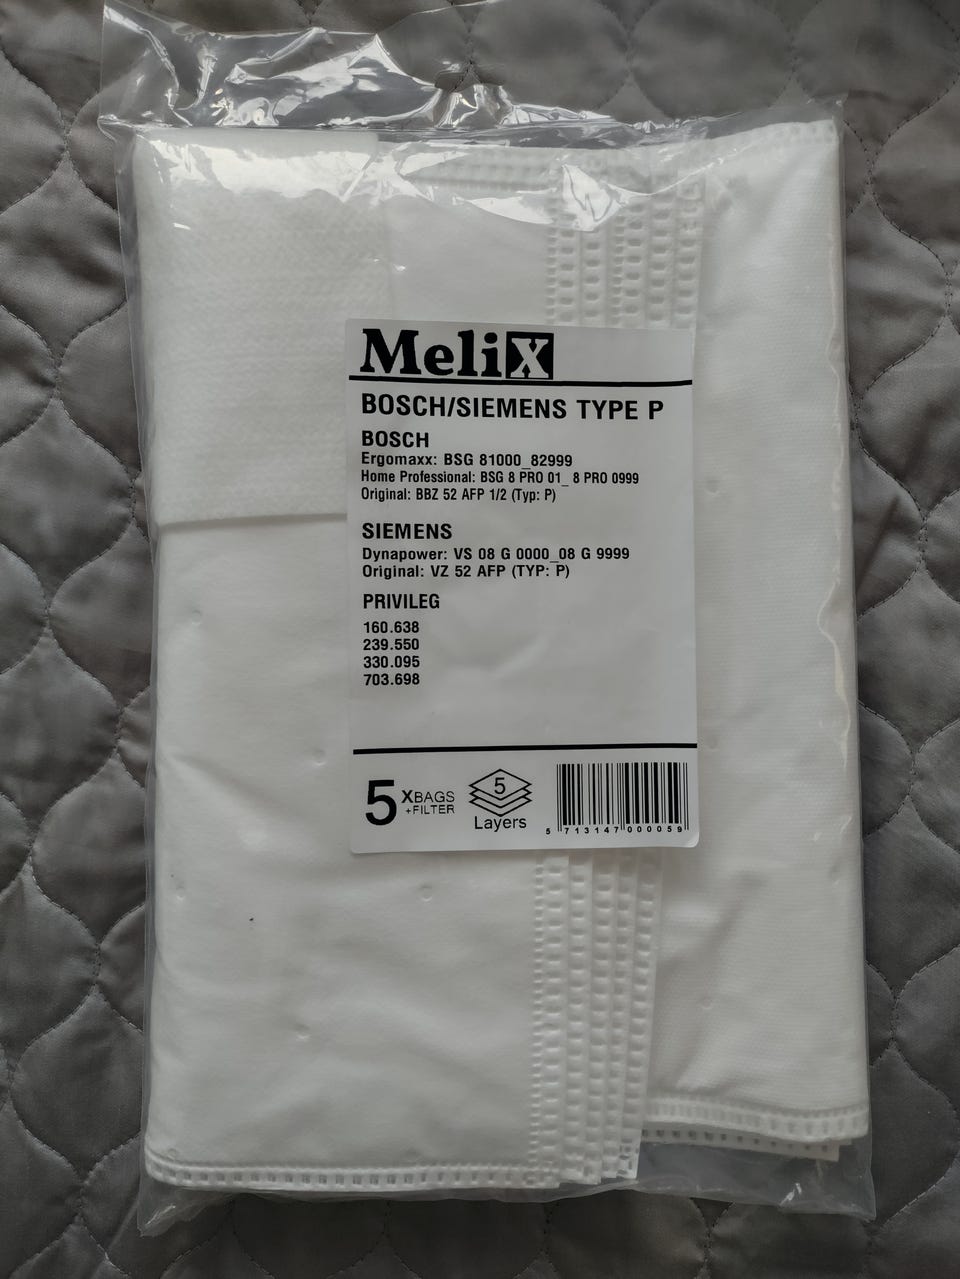 MeliX
BOSCH/SIEMENS TYPE P
BOSCH
Ergomaxx: BSG 81000_82999
Home Professional: BSG 8 PRO 01_ 8 PRO 0999
Original: BBZ 52 AFP 1/2 (Typ: P)
SIEMENS
Dynapower: VS 08 G 0000_08 G 9999
Original: VZ 52 AFP (TYP: P)
PRIVILEG
160.638
239.550
330.095
703.698
5 XBAGS
+FILTER
5
Layers
5 713147 000059